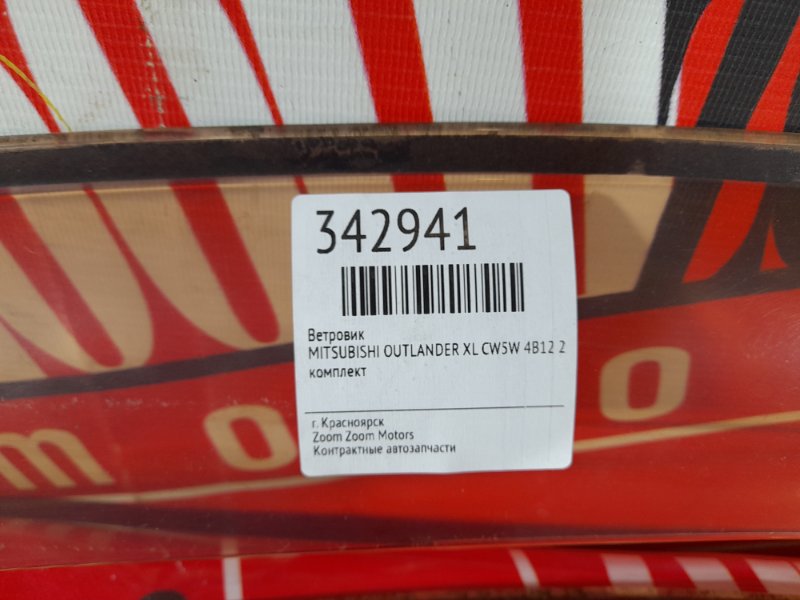 342941
Ветровик
MITSUBISHI OUTLANDER XL CW5W 4B12 2
комплект
г. Красноярск
Zoom Zoom Motors
Контрактные автозапчасти
m O O